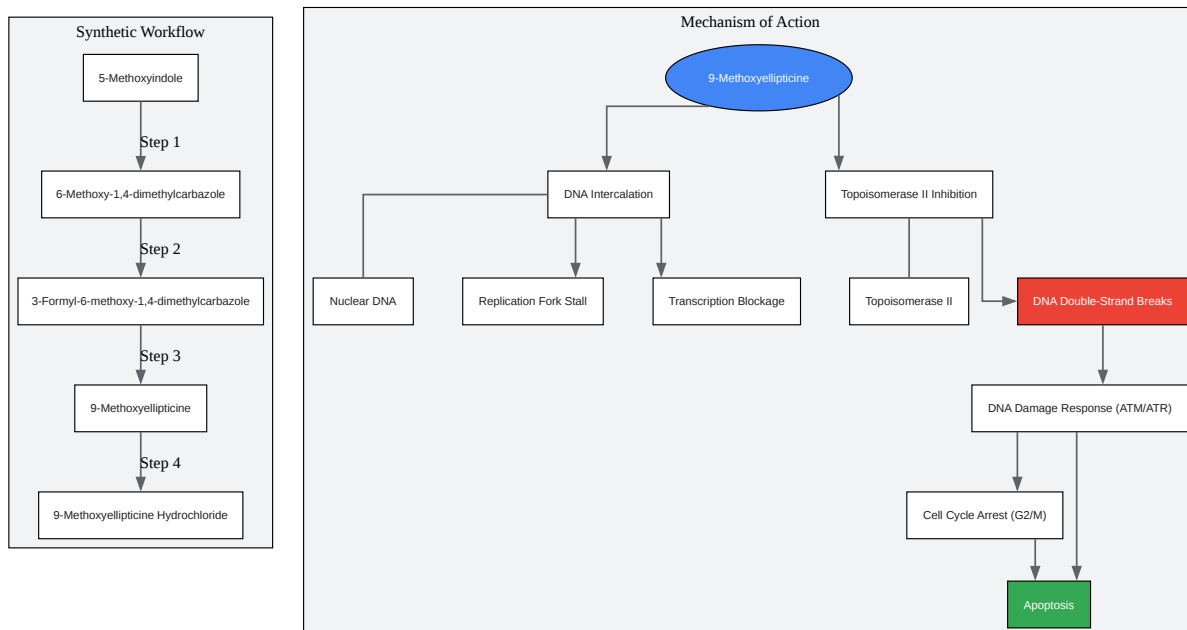 Synthetic Workflow
5-Methoxyindole
Step 1
6-Methoxy-1,4-dimethylcarbazole
Step 2
3-Formyl-6-methoxy-1,4-dimethylcarbazole
Step 3
9-Methoxyellipticine
Step 4
9-Methoxyellipticine Hydrochloride
Mechanism of Action
9-Methoxyellipticine
DNA Intercalation
Topoisomerase II Inhibition
Nuclear DNA
Replication Fork Stall
Transcription Blockage
Topoisomerase II
DNA Double-Strand Breaks
DNA Damage Response (ATM/ATR)
Cell Cycle Arrest (G2/M)
Apoptosis